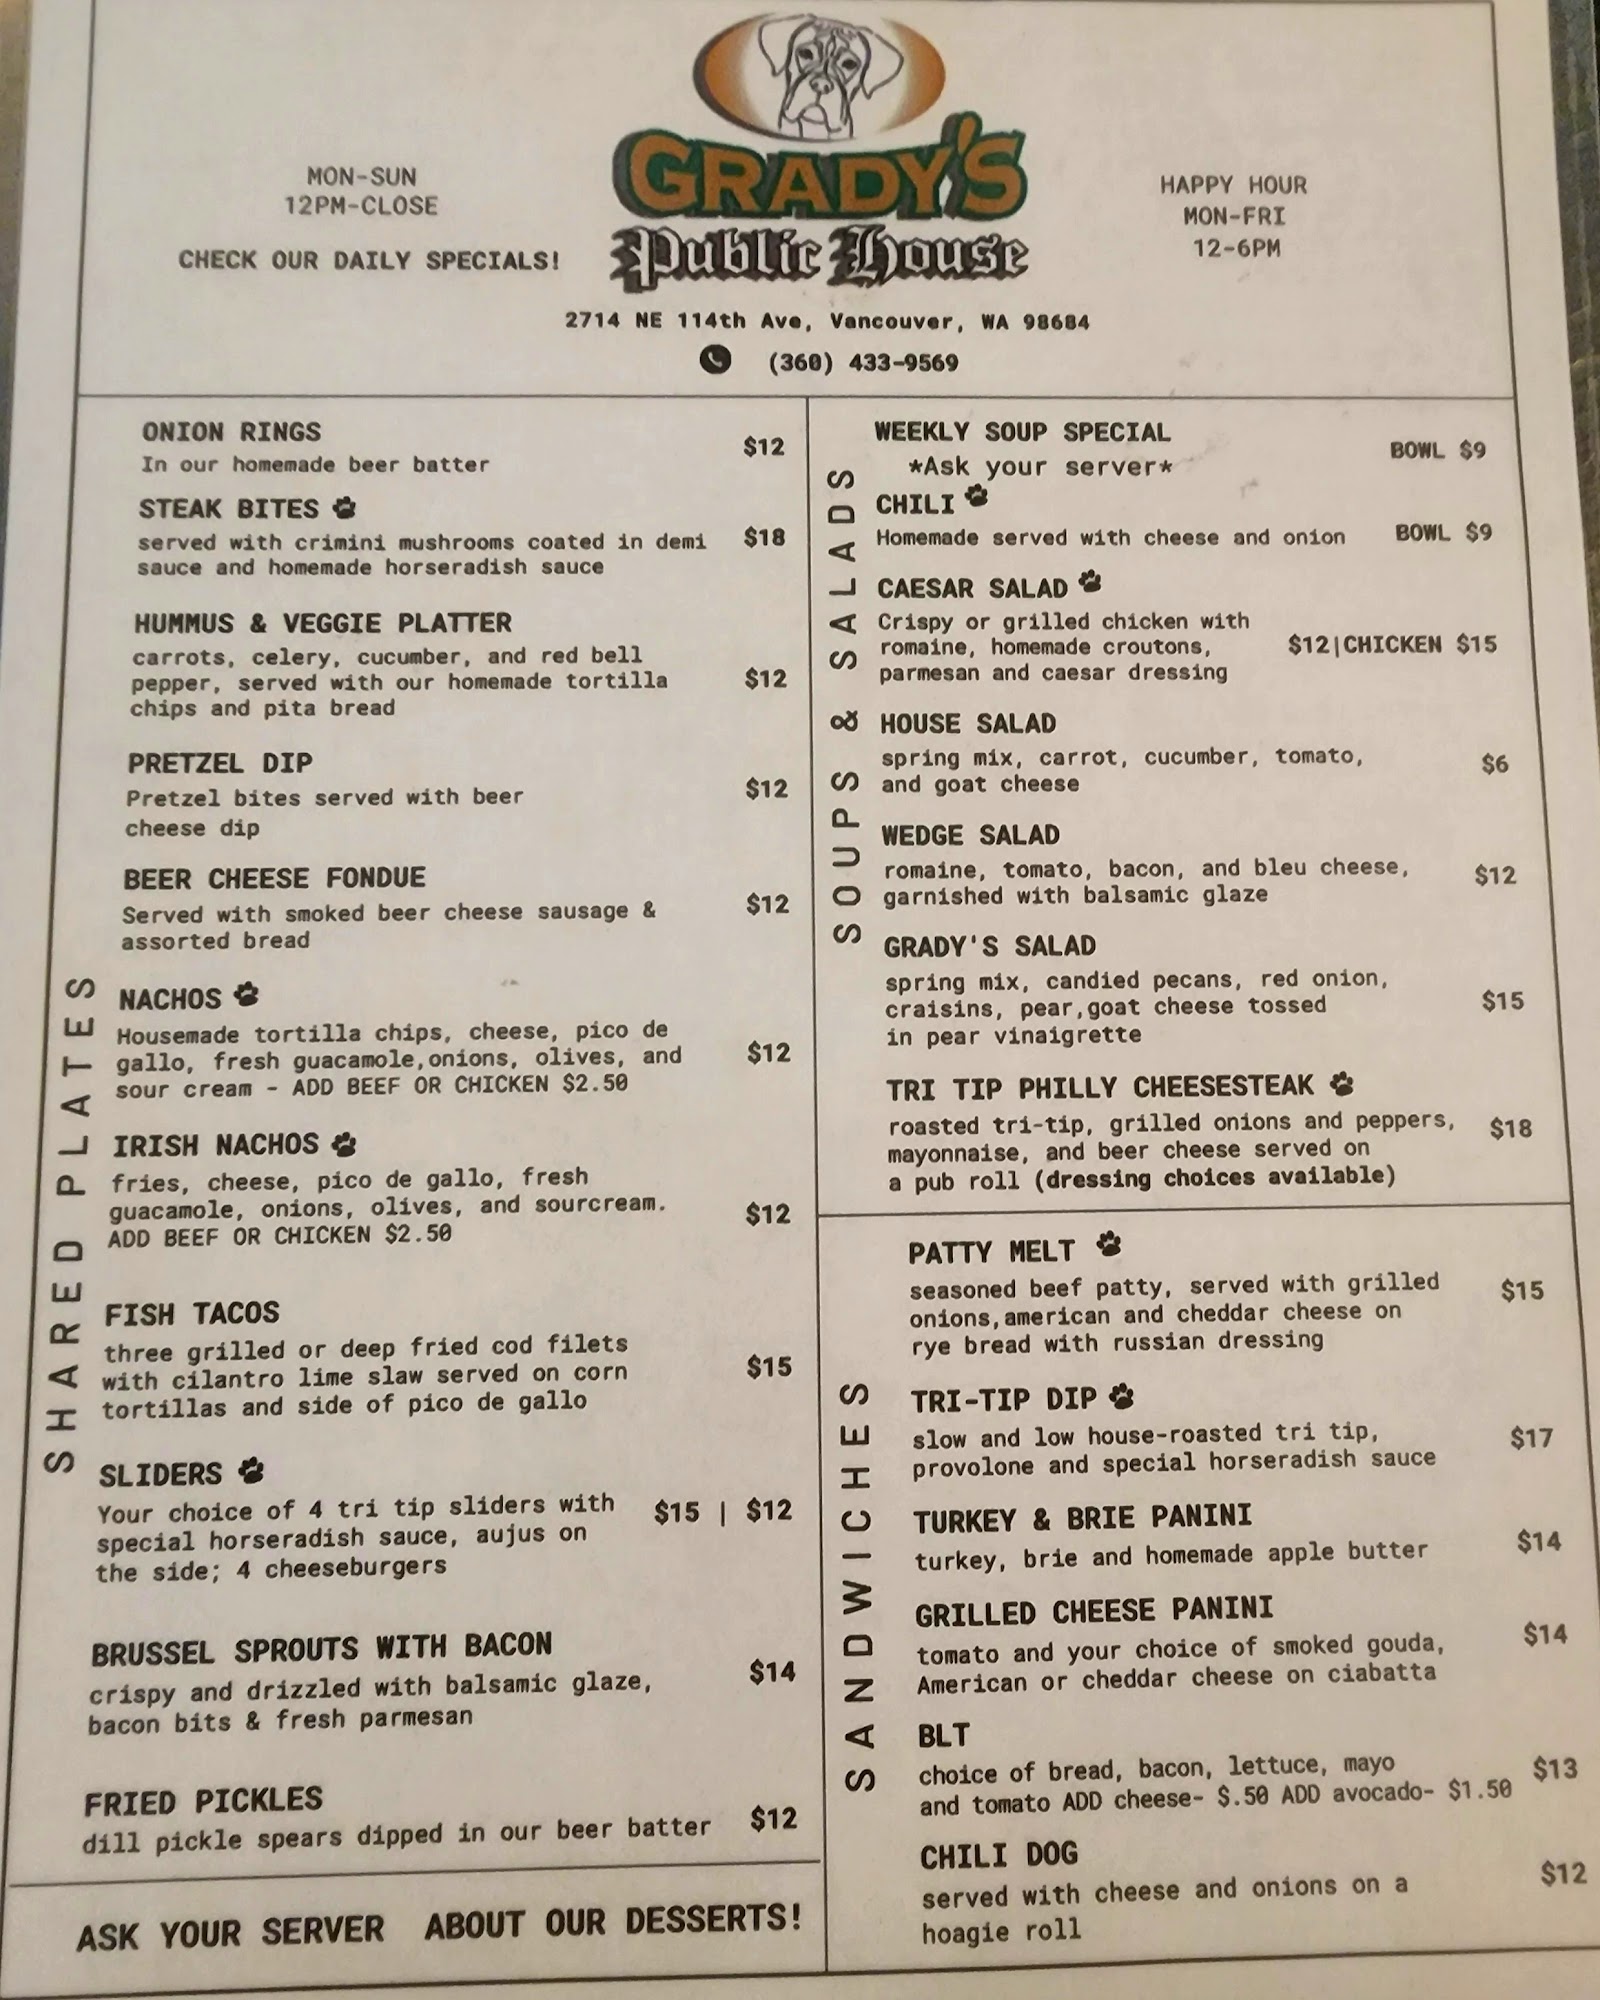 GRADY'S
Public House
MON-SUN
12PM-CLOSE
CHECK OUR DAILY SPECIALS!
HAPPY HOUR
MON-FRI
12-6PM
2714 NE 114th Ave, Vancouver, WA 98684
(360) 433-9569
SHARED PLATES
ONION RINGS
In our homemade beer batter
$12
STEAK BITES
served with crimini mushrooms coated in demi
sauce and homemade horseradish sauce
$18
HUMMUS & VEGGIE PLATTER
carrots, celery, cucumber, and red bell
pepper, served with our homemade tortilla
chips and pita bread
$12
PRETZEL DIP
Pretzel bites served with beer
cheese dip
$12
BEER CHEESE FONDUE
Served with smoked beer cheese sausage &
assorted bread
$12
NACHOS
Housemade tortilla chips, cheese, pico de
gallo, fresh guacamole,onions, olives, and
sour cream - ADD BEEF OR CHICKEN $2.50
$12
IRISH NACHOS
fries, cheese, pico de gallo, fresh
guacamole, onions, olives, and sourcream.
ADD BEEF OR CHICKEN $2.50
$12
FISH TACOS
three grilled or deep fried cod filets
with cilantro lime slaw served on corn
tortillas and side of pico de gallo
$15
SLIDERS
Your choice of 4 tri tip sliders with
special horseradish sauce, aujus on
the side; 4 cheeseburgers
$15 | $12
BRUSSEL SPROUTS WITH BACON
crispy and drizzled with balsamic glaze,
bacon bits & fresh parmesan
$14
FRIED PICKLES
dill pickle spears dipped in our beer batter
$12
ASK YOUR SERVER ABOUT OUR DESSERTS!
SOUPS & SALADS
WEEKLY SOUP SPECIAL
*Ask your server*
BOWL $9
CHILI
Homemade served with cheese and onion
BOWL $9
CAESAR SALAD
Crispy or grilled chicken with
romaine, homemade croutons,
parmesan and caesar dressing
$12|CHICKEN $15
HOUSE SALAD
spring mix, carrot, cucumber, tomato,
and goat cheese
$6
WEDGE SALAD
romaine, tomato, bacon, and bleu cheese,
garnished with balsamic glaze
$12
GRADY'S SALAD
spring mix, candied pecans, red onion,
craisins, pear,goat cheese tossed
in pear vinaigrette
$15
TRI TIP PHILLY CHEESESTEAK
roasted tri-tip, grilled onions and peppers,
mayonnaise, and beer cheese served on
a pub roll (dressing choices available)
$18
SANDWICHES
PATTY MELT
seasoned beef patty, served with grilled
onions,american and cheddar cheese on
rye bread with russian dressing
$15
TRI-TIP DIP
slow and low house-roasted tri tip,
provolone and special horseradish sauce
$17
TURKEY & BRIE PANINI
turkey, brie and homemade apple butter
$14
GRILLED CHEESE PANINI
tomato and your choice of smoked gouda,
American or cheddar cheese on ciabatta
$14
BLT
choice of bread, bacon, lettuce, mayo
and tomato ADD cheese- $.50 ADD avocado- $1.50
$13
CHILI DOG
served with cheese and onions on a
hoagie roll
$12